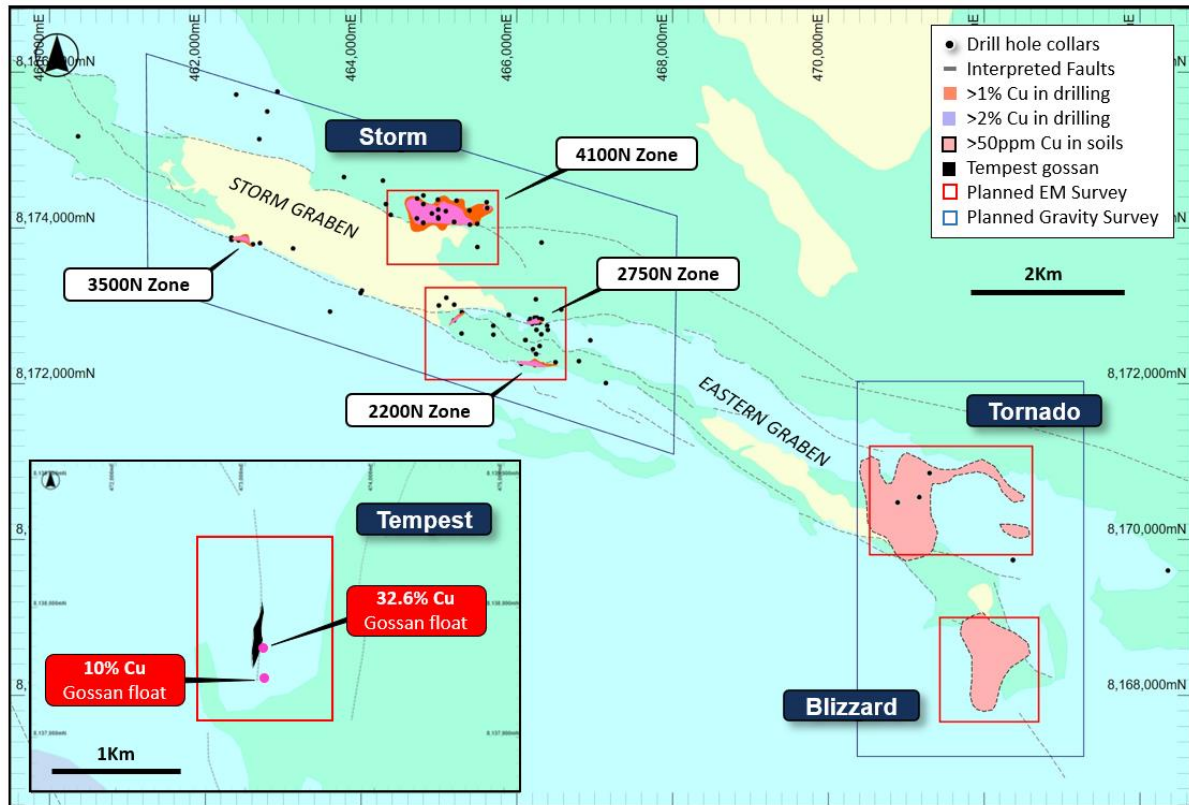 462,000mE
464,000mE
466,000mE
468,000mE
470,000mE
8,174,000mN
8,172,000mN
8,172,000mN
8,170,000mN
8,168,000mN
Drill hole collars
Interpreted Faults
>1% Cu in drilling
>2% Cu in drilling
>50ppm Cu in soils
Tempest gossan
Planned EM Survey
Planned Gravity Survey
2Km
Storm
4100N Zone
STORM GRABEN
3500N Zone
2750N Zone
2200N Zone
EASTERN GRABEN
Tornado
Blizzard
Tempest
32.6% Cu
Gossan float
10% Cu
Gossan float
1Km